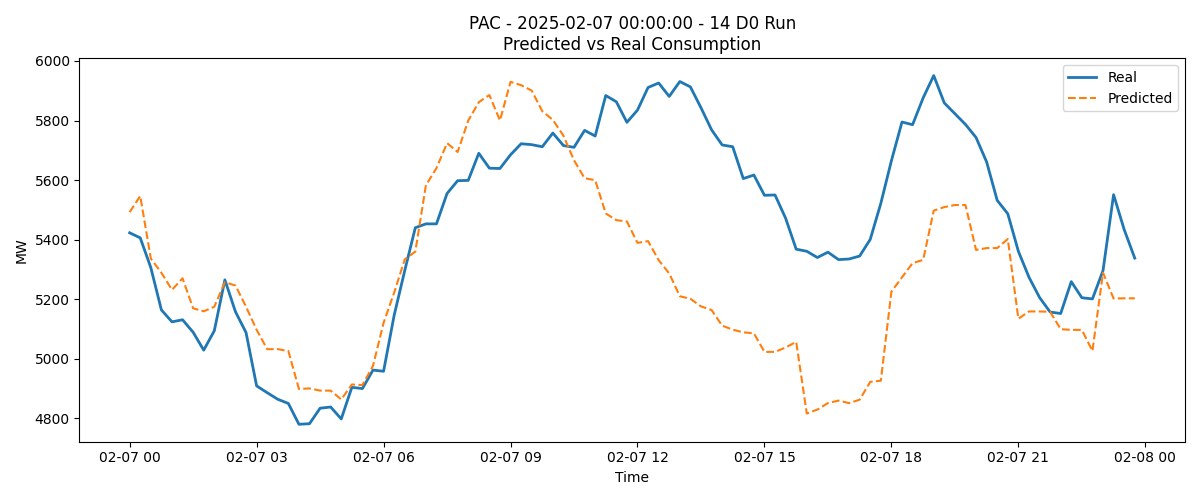 PAC - 2025-02-07 00:00:00 - 14 D0 Run
Predicted vs Real Consumption
Real
Predicted
MW
6000
5800
5600
5400
5200
5000
4800
02-07 00
02-07 03
02-07 06
02-07 09
02-07 12
02-07 15
02-07 18
02-07 21
02-08 00
Time